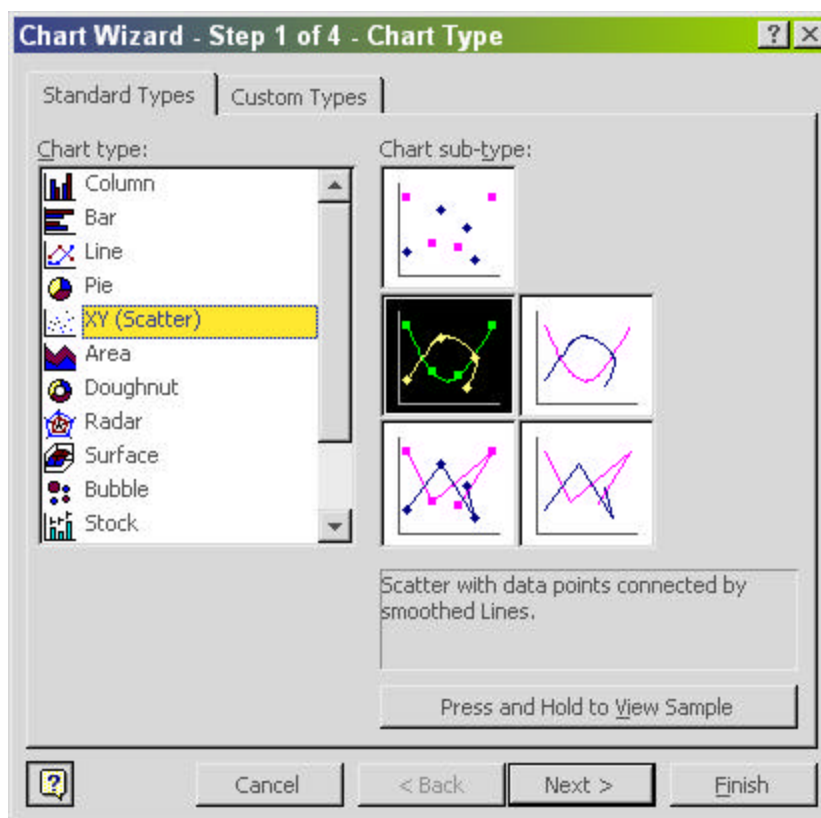 Chart Wizard - Step 1 of 4 - Chart Type
Standard Types
Custom Types
Chart type:
Column
Bar
Line
Pie
XY (Scatter)
Area
Doughnut
Radar
Surface
Bubble
Stock
Chart sub-type:
Scatter with data points connected by
smoothed Lines.
Press and Hold to View Sample
Cancel
< Back
Next >
Finish